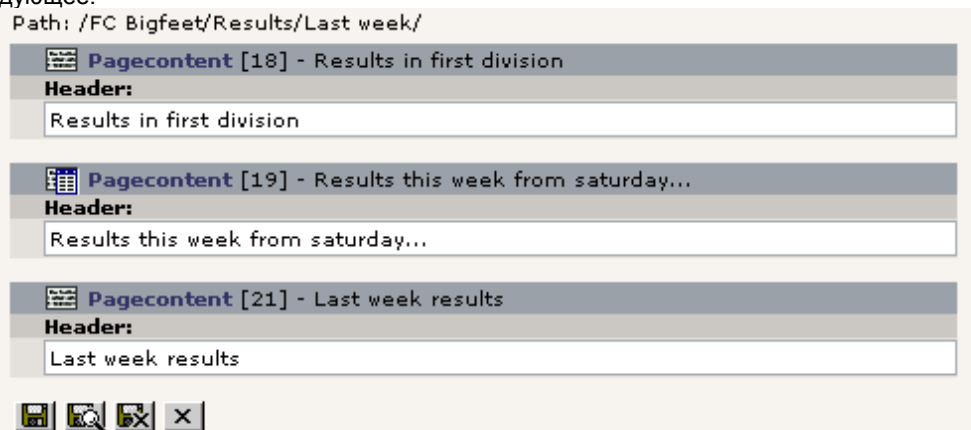 дующее.
Path: /FC Bigfeet/Results/Last week/
Pagecontent [18] - Results in first division
Header:
Results in first division
Pagecontent [19] - Results this week from saturday...
Header:
Results this week from saturday...
Pagecontent [21] - Last week results
Header:
Last week results